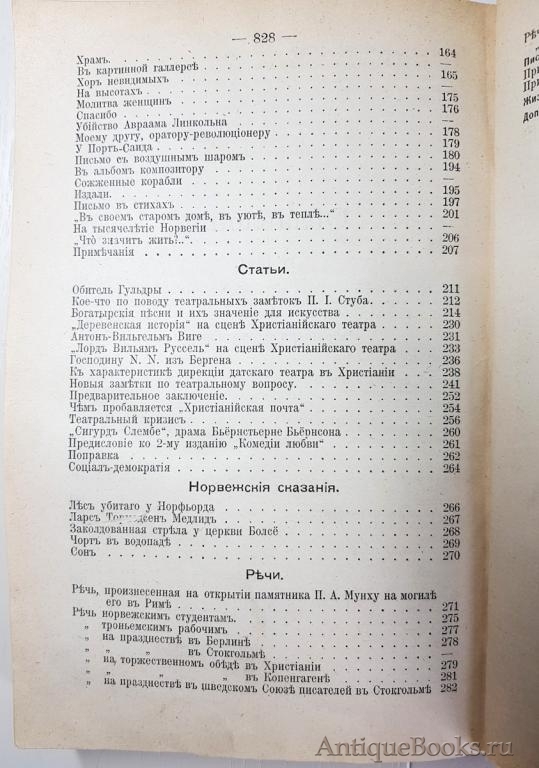 — 828 —
Храмъ. 164
Въ картинной галлереѣ —
Хоръ невидимыхъ 165
На высотахъ —
Молитва женщинъ 175
Спасибо 176
Убійство Авраама Линкольна —
Моему другу, оратору-революціонеру 178
У Портъ-Саида 179
Письмо съ воздушнымъ шаромъ 180
Въ альбомъ композитору 194
Сожженные корабли —
Издали. 195
Письмо въ стихахъ 197
„Въ своемъ старомъ домѣ, въ уютѣ, въ теплѣ...“ 201
На тысячелѣтіе Норвегіи —
„Что̀ значитъ жить?..“. 206
Примѣчанія 207
Статьи.
Обитель Гульдры 211
Кое-что по поводу театральныхъ замѣтокъ П. І. Стуба. 212
Богатырскія пѣсни и ихъ значеніе для искусства 214
„Деревенская исторія“ на сценѣ Христіанійскаго театра 230
Антонъ-Вильгельмъ Виге 231
„Лордъ Вильямъ Руссель“ на сценѣ Христіанійскаго театра 233
Господину N. N. изъ Бергена 236
Къ характеристикѣ дирекціи датскаго театра въ Христіаніи 238
Новыя замѣтки по театральному вопросу. 241
Предварительное заключеніе. 252
Чѣмъ пробавляется „Христіанійская почта“ 254
Театральный кризисъ 256
„Сигурдъ Слембе“, драма Бьёрнстьерне Бьёрнсона 260
Предисловіе ко 2-му изданію „Комедіи любви“ 261
Поправка 262
Соціалъ-демократія 264
Норвежскія сказанія.
Лѣсъ убитаго у Норфьорда 266
Ларсъ Медлидъ 267
Заколдованная стрѣла у церкви Болсё 268
Чортъ въ водопадѣ 269
Сонъ 270
Рѣчи.
Рѣчь, произнесенная на открытіи памятника П. А. Мунху на могилѣ
его въ Римѣ 271
Рѣчь норвежскимъ студентамъ. 275
„ троньемскимъ рабочимъ 277
„ на празднествѣ въ Берлинѣ 278
„ „ „ въ Стокгольмѣ —
„ на торжественномъ обѣдѣ въ Христіаніи 279
„ „ „ „ въ Копенгагенѣ 281
„ на празднествѣ въ шведскомъ Союзѣ писателей въ Стокгольмѣ 282
AntiqueBooks.ru